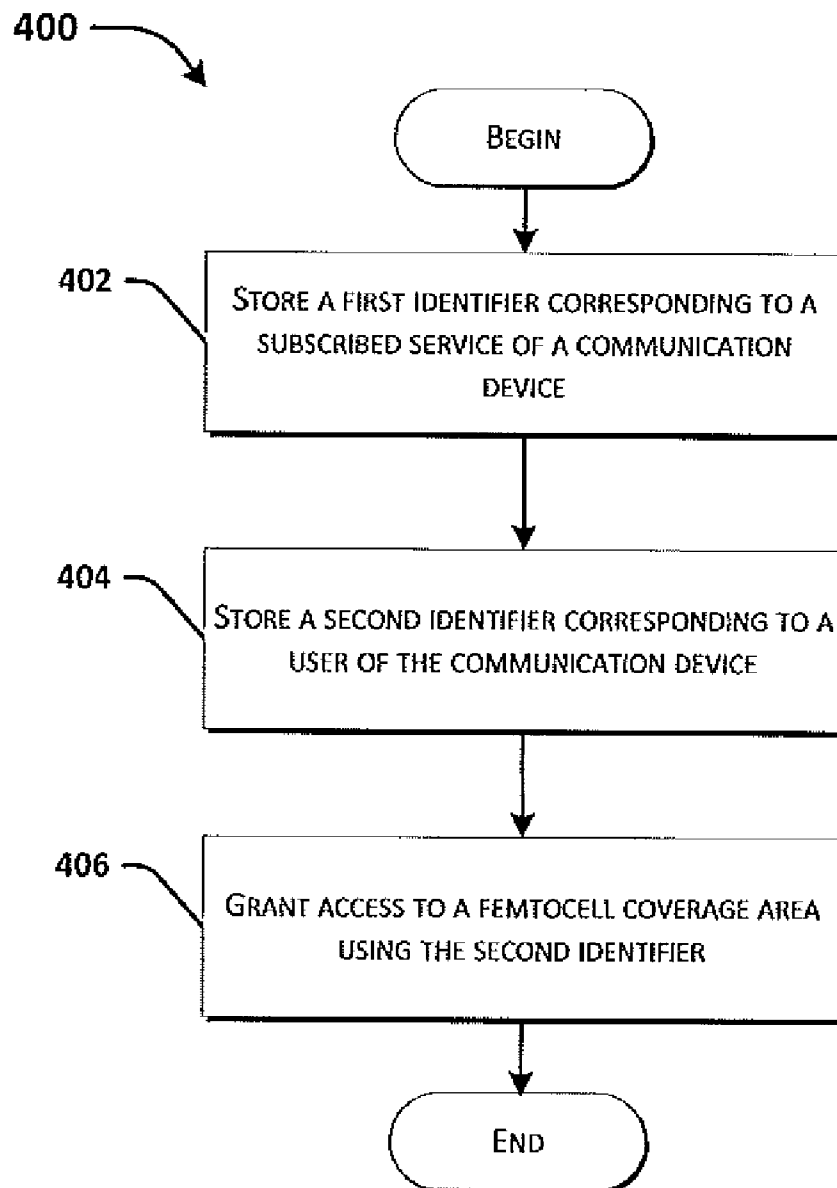 400
BEGIN
402
STORE A FIRST IDENTIFIER CORRESPONDING TO A
SUBSCRIBED SERVICE OF A COMMUNICATION
DEVICE
404
STORE A SECOND IDENTIFIER CORRESPONDING TO A
USER OF THE COMMUNICATION DEVICE
406
GRANT ACCESS TO A FEMTOCELL COVERAGE AREA
USING THE SECOND IDENTIFIER
END